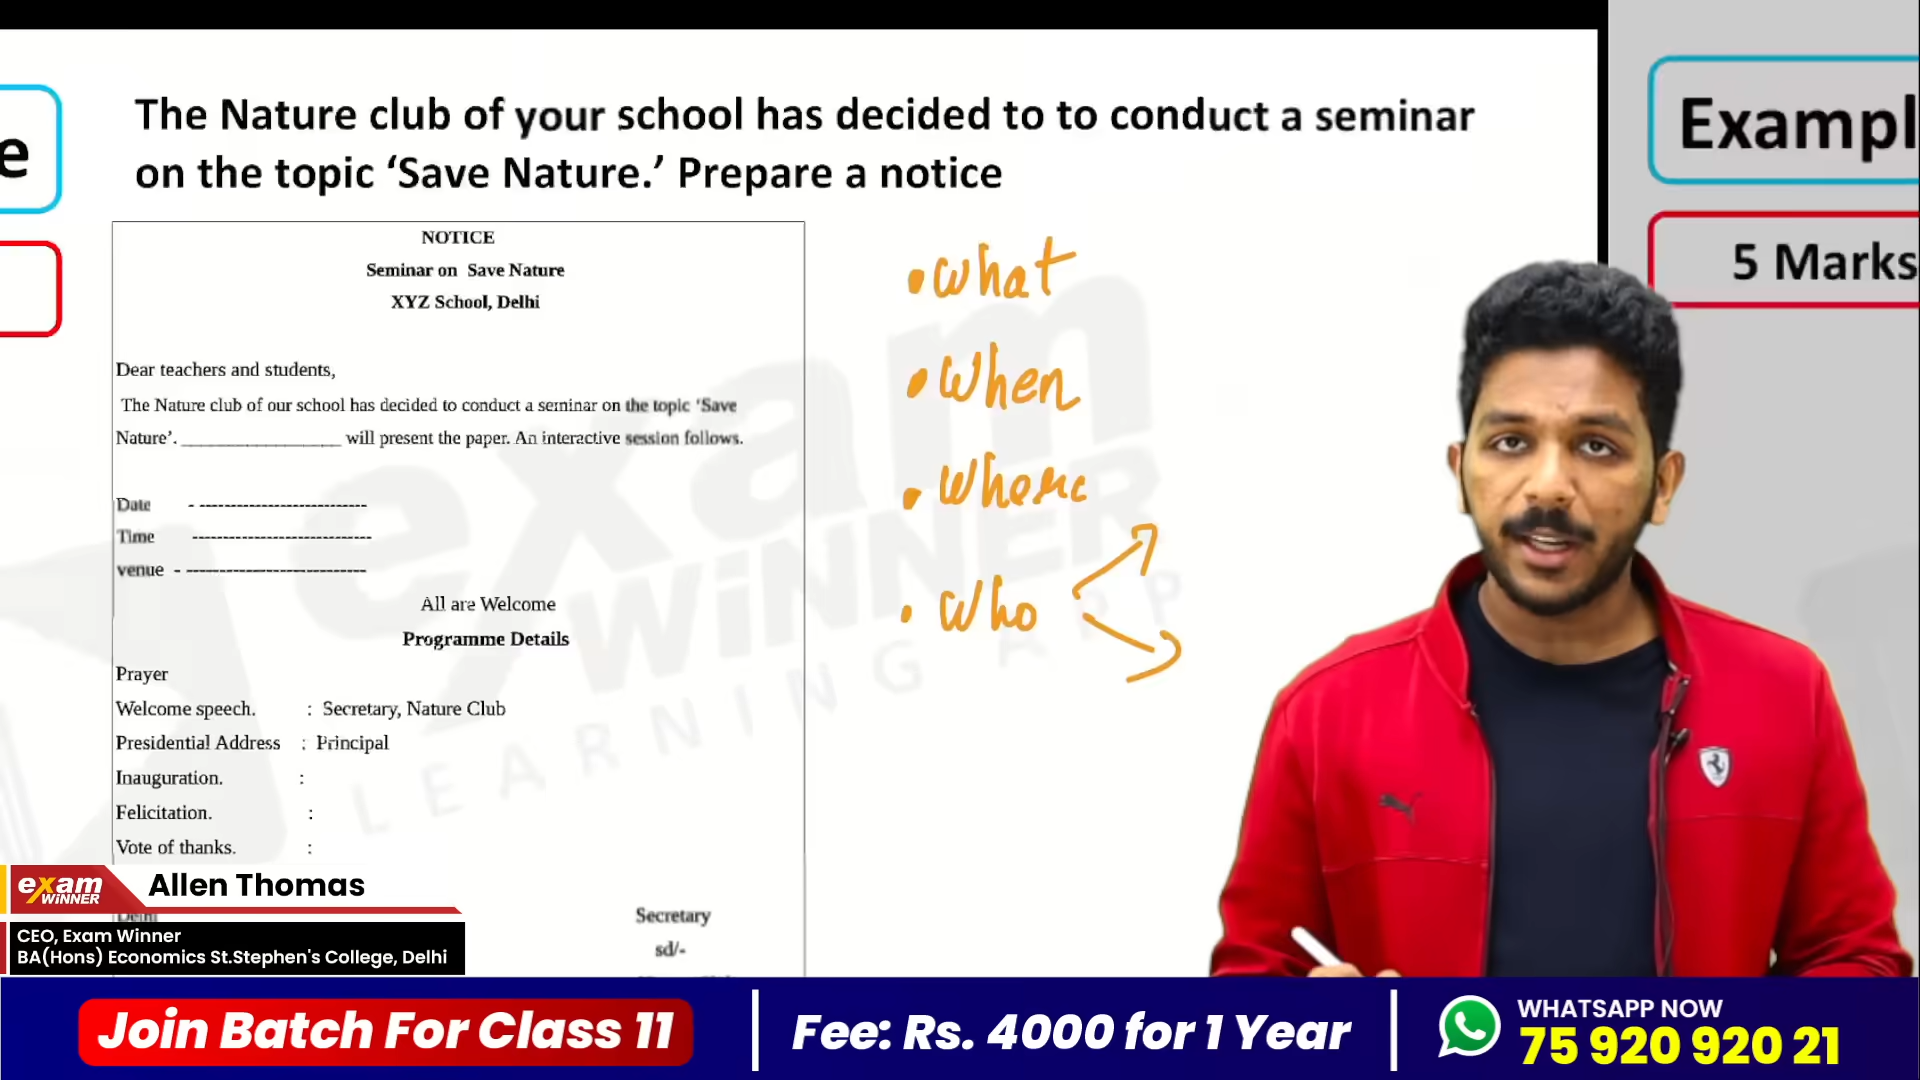 The Nature club of your school has decided to to conduct a seminar
on the topic ‘Save Nature.’ Prepare a notice
e
Exampl
5 Marks
NOTICE
Seminar on Save Nature
XYZ School, Delhi
Dear teachers and students,
The Nature club of our school has decided to conduct a seminar on the topic ‘Save
Nature’. _________________ will present the paper. An interactive session follows.
Date - ---------------------------
Time ----------------------------
venue - ----------------------------
All are Welcome
Programme Details
Prayer
Welcome speech. : Secretary, Nature Club
Presidential Address : Principal
Inauguration. :
Felicitation. :
Vote of thanks. :
Delhi
Secretary
sd/-
• What
• When
• Where
• Who
exam
WiNNER
LEARNING APP
exam
WiNNER
Allen Thomas
CEO, Exam Winner
BA(Hons) Economics St.Stephen's College, Delhi
Join Batch For Class 11
Fee: Rs. 4000 for 1 Year
WHATSAPP NOW
75 920 920 21